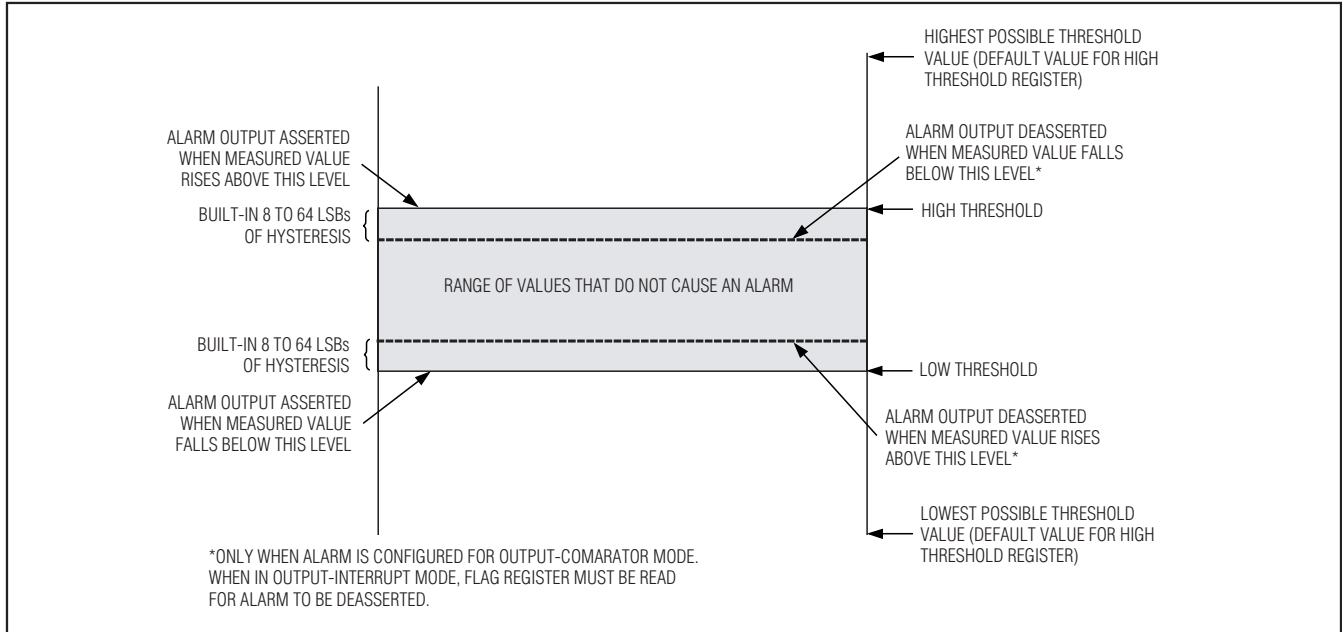 HIGHEST POSSIBLE THRESHOLD
VALUE (DEFAULT VALUE FOR HIGH
THRESHOLD REGISTER)
ALARM OUTPUT ASSERTED
WHEN MEASURED VALUE
RISES ABOVE THIS LEVEL
ALARM OUTPUT DEASSERTED
WHEN MEASURED VALUE FALLS
BELOW THIS LEVEL*
BUILT-IN 8 TO 64 LSBs
OF HYSTERESIS
HIGH THRESHOLD
RANGE OF VALUES THAT DO NOT CAUSE AN ALARM
BUILT-IN 8 TO 64 LSBs
OF HYSTERESIS
LOW THRESHOLD
ALARM OUTPUT ASSERTED
WHEN MEASURED VALUE
FALLS BELOW THIS LEVEL
ALARM OUTPUT DEASSERTED
WHEN MEASURED VALUE RISES
ABOVE THIS LEVEL*
LOWEST POSSIBLE THRESHOLD
VALUE (DEFAULT VALUE FOR HIGH
THRESHOLD REGISTER)
*ONLY WHEN ALARM IS CONFIGURED FOR OUTPUT-COMARATOR MODE.
WHEN IN OUTPUT-INTERRUPT MODE, FLAG REGISTER MUST BE READ
FOR ALARM TO BE DEASSERTED.